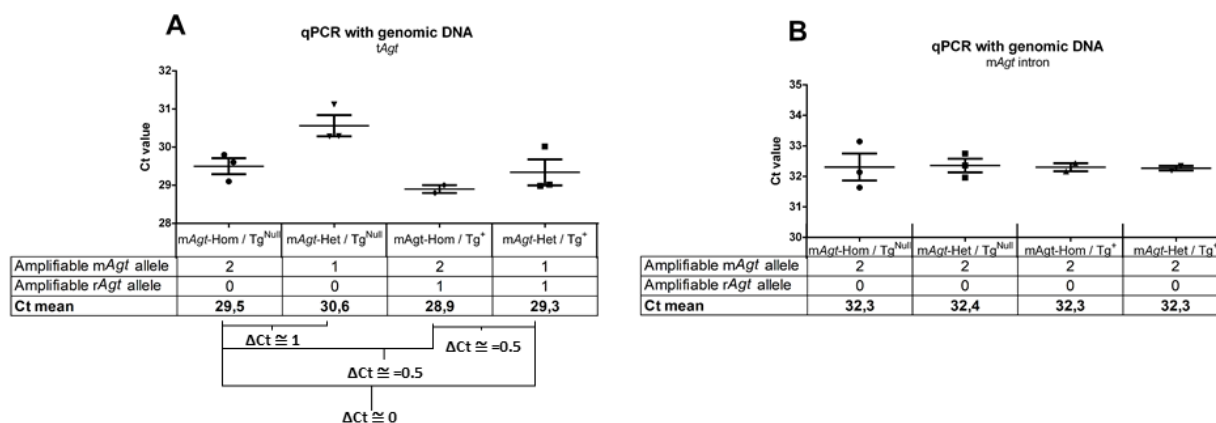 A
qPCR with genomic DNA
tAgt
Ct value
32
31
30
29
28
mAgt-Hom / Tg^Null
mAgt-Het / Tg^Null
mAgt-Hom / Tg^+
mAgt-Het / Tg^+
Amplifiable mAgt allele 2 1 2 1
Amplifiable rAgt allele 0 0 1 1
Ct mean 29,5 30,6 28,9 29,3
ΔCt ≅ 1
ΔCt ≅ =0.5
ΔCt ≅ =0.5
ΔCt ≅ 0
B
qPCR with genomic DNA
mAgt intron
Ct value
35
34
33
32
31
30
mAgt-Hom / Tg^Null
mAgt-Het / Tg^Null
mAgt-Hom / Tg^+
mAgt-Het / Tg^+
Amplifiable mAgt allele 2 2 2 2
Amplifiable rAgt allele 0 0 0 0
Ct mean 32,3 32,4 32,3 32,3